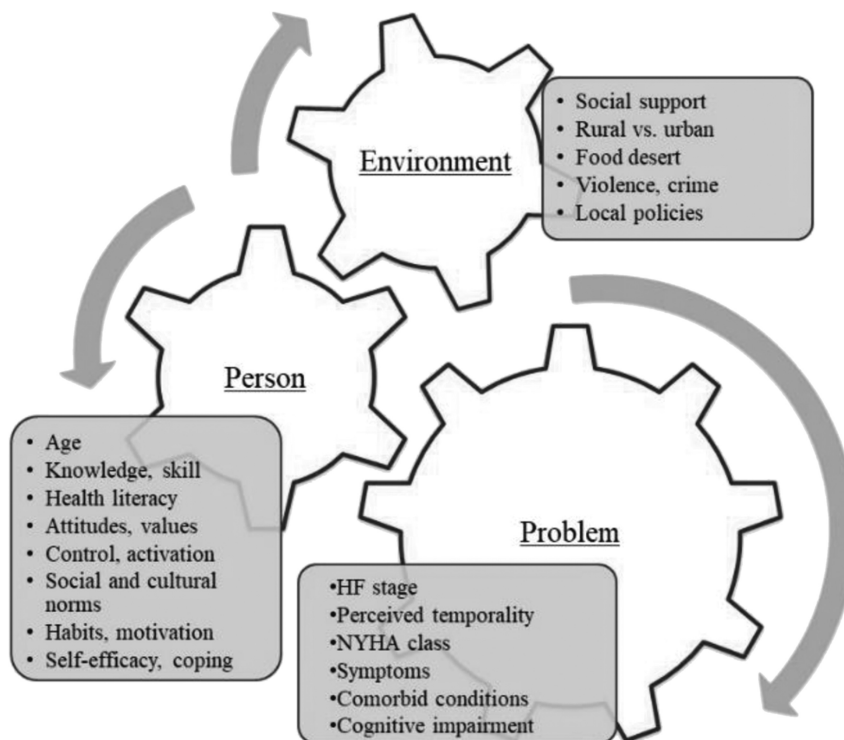 Environment
• Social support
• Rural vs. urban
• Food desert
• Violence, crime
• Local policies
Person
• Age
• Knowledge, skill
• Health literacy
• Attitudes, values
• Control, activation
• Social and cultural
norms
• Habits, motivation
• Self-efficacy, coping
Problem
•HF stage
•Perceived temporality
•NYHA class
•Symptoms
•Comorbid conditions
•Cognitive impairment